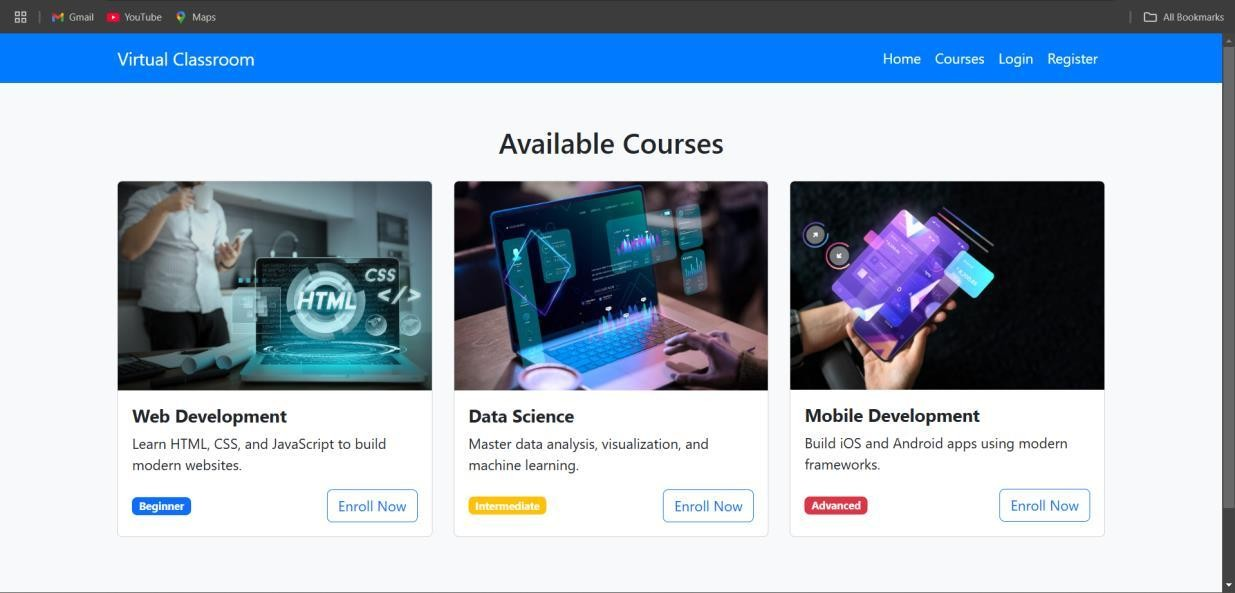 Gmail YouTube Maps All Bookmarks
Virtual Classroom Home Courses Login Register
Available Courses
HTML
CSS
</>
Web Development
Learn HTML, CSS, and JavaScript to build
modern websites.
Beginner Enroll Now
Data Science
Master data analysis, visualization, and
machine learning.
Intermediate Enroll Now
Mobile Development
Build iOS and Android apps using modern
frameworks.
Advanced Enroll Now